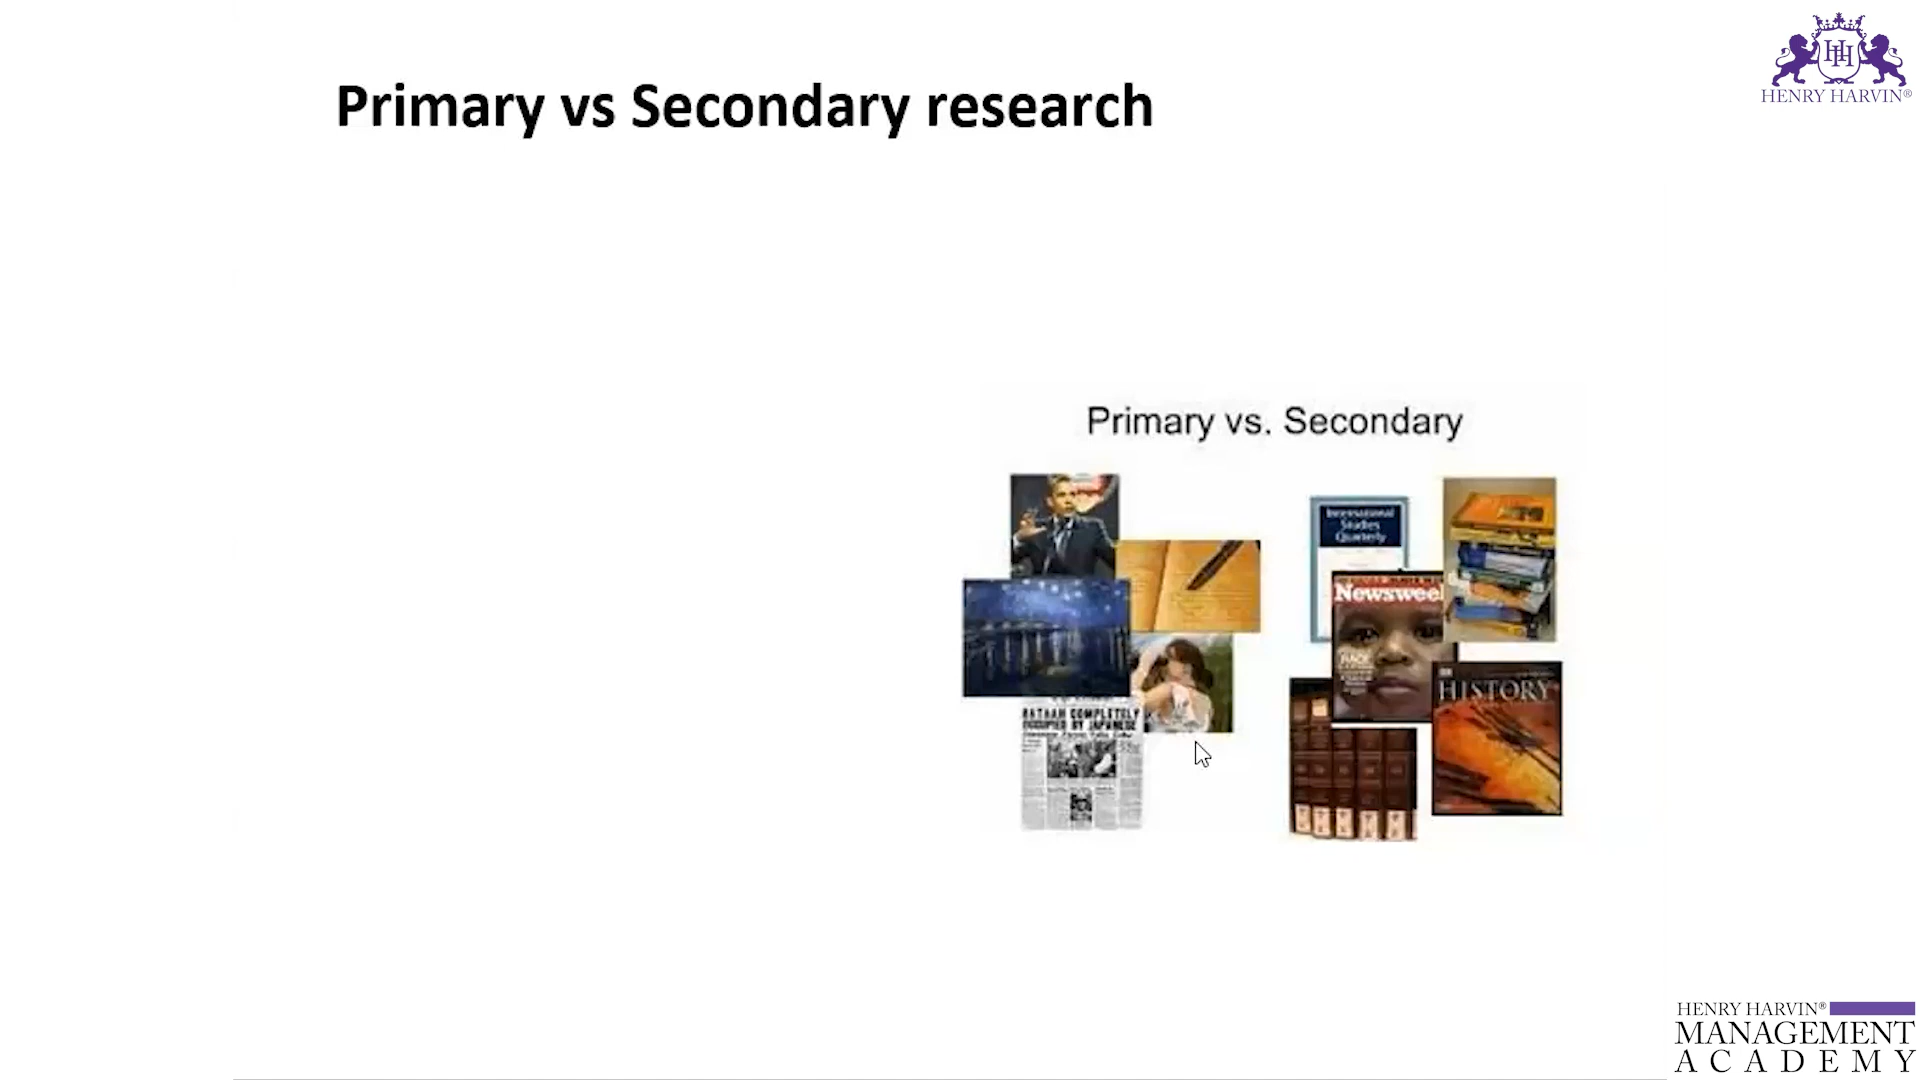 HENRY HARVIN®
Primary vs Secondary research
Primary vs. Secondary
International
Studies
Quarterly
Newsweek
HISTORY
BATAAN COMPLETELY
OCCUPIED BY JAPANESE
HENRY HARVIN®
MANAGEMENT
ACADEMY